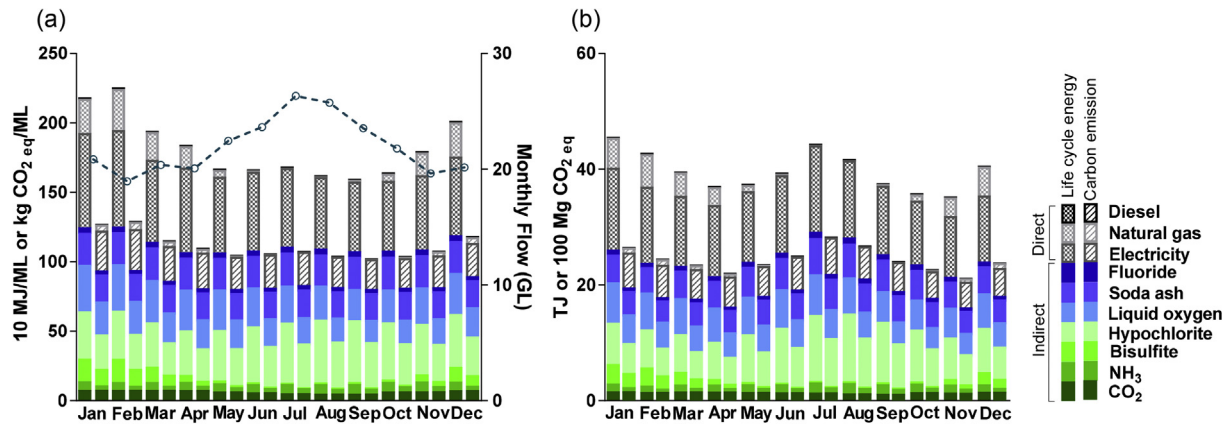 (a)
250
200
150
100
50
0
10 MJ/ML or kg CO2 eq/ML
30
20
10
0
Monthly Flow (GL)
Jan Feb Mar Apr May Jun Jul Aug Sep Oct Nov Dec
(b)
60
40
20
0
TJ or 100 Mg CO2 eq
Jan Feb Mar Apr May Jun Jul Aug Sep Oct Nov Dec
Life cycle energy
Carbon emission
Direct
Diesel
Natural gas
Electricity
Indirect
Fluoride
Soda ash
Liquid oxygen
Hypochlorite
Bisulfite
NH3
CO2